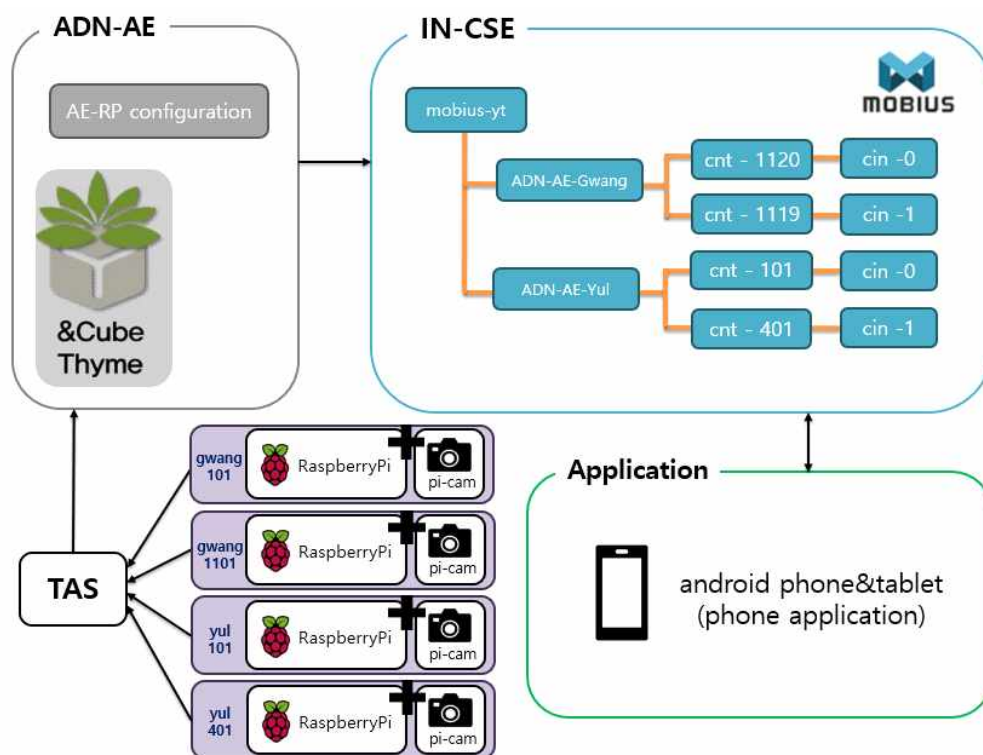 ADN-AE
AE-RP configuration
&Cube
Thyme
IN-CSE
MOBIUS
mobius-yt
ADN-AE-Gwang
cnt - 1120
cin -0
cnt - 1119
cin -1
ADN-AE-Yul
cnt - 101
cin -0
cnt - 401
cin -1
TAS
gwang
101
RaspberryPi
pi-cam
gwang
1101
RaspberryPi
pi-cam
yul
101
RaspberryPi
pi-cam
yul
401
RaspberryPi
pi-cam
Application
android phone&tablet
(phone application)